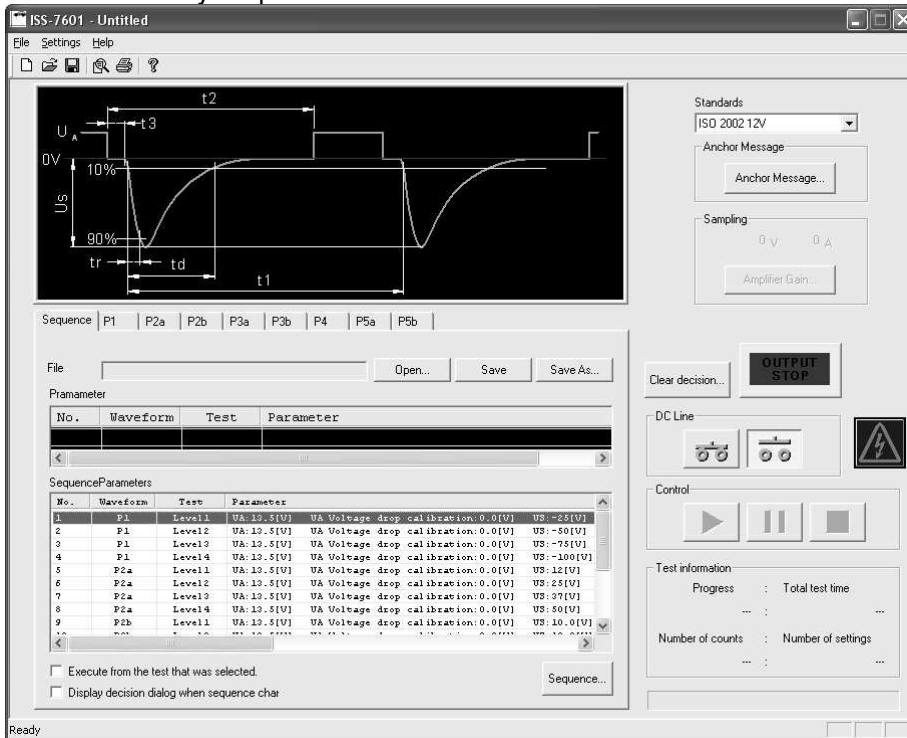 ISS-7601 - Untitled
File Settings Help
t2
t3
UA
0V
10%
Us
90%
tr
td
t1
Standards
ISO 2002 12V
Anchor Message
Anchor Message...
Sampling
0 V 0 A
Amplifier Gain...
Sequence P1 P2a P2b P3a P3b P4 P5a P5b
File Open... Save Save As...
Pramameter
No. Waveform Test Parameter
SequenceParameters
No. Waveform Test Parameter
1 P1 Level1 UA:13.5[V] UA Voltage drop calibration:0.0[V] US:-25[V]
2 P1 Level2 UA:13.5[V] UA Voltage drop calibration:0.0[V] US:-50[V]
3 P1 Level3 UA:13.5[V] UA Voltage drop calibration:0.0[V] US:-75[V]
4 P1 Level4 UA:13.5[V] UA Voltage drop calibration:0.0[V] US:-100[V]
5 P2a Level1 UA:13.5[V] UA Voltage drop calibration:0.0[V] US:12[V]
6 P2a Level2 UA:13.5[V] UA Voltage drop calibration:0.0[V] US:25[V]
7 P2a Level3 UA:13.5[V] UA Voltage drop calibration:0.0[V] US:37[V]
8 P2a Level4 UA:13.5[V] UA Voltage drop calibration:0.0[V] US:50[V]
9 P2b Level1 UA:13.5[V] UA Voltage drop calibration:0.0[V] US:10.0[V]
Execute from the test that was selected.
Display decision dialog when sequence char
Sequence...
Clear decision...
OUTPUT
STOP
DC Line
Control
Test information
Progress : Total test time
... : ...
Number of counts : Number of settings
... : ...
Ready